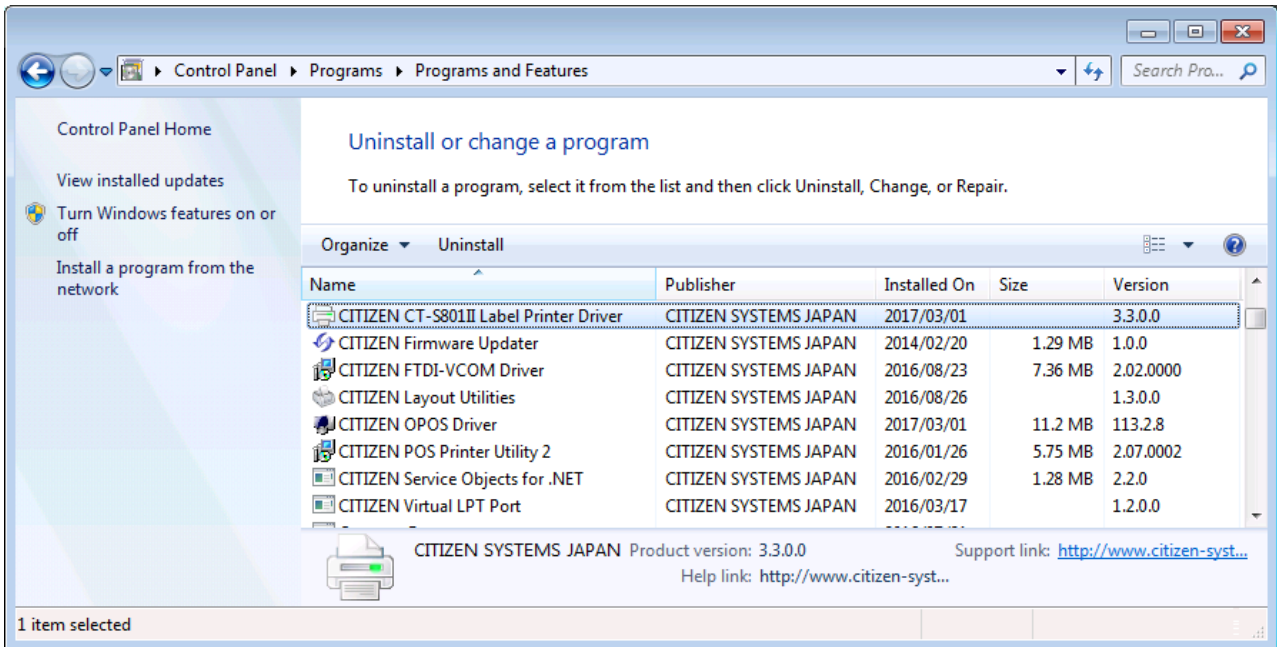 Control Panel Programs Programs and Features Search Pro...
Control Panel Home
View installed updates
Turn Windows features on or
off
Install a program from the
network
Uninstall or change a program
To uninstall a program, select it from the list and then click Uninstall, Change, or Repair.
Organize Uninstall
Name Publisher Installed On Size Version
CITIZEN CT-S801II Label Printer Driver CITIZEN SYSTEMS JAPAN 2017/03/01 3.3.0.0
CITIZEN Firmware Updater CITIZEN SYSTEMS JAPAN 2014/02/20 1.29 MB 1.0.0
CITIZEN FTDI-VCOM Driver CITIZEN SYSTEMS JAPAN 2016/08/23 7.36 MB 2.02.0000
CITIZEN Layout Utilities CITIZEN SYSTEMS JAPAN 2016/08/26 1.3.0.0
CITIZEN OPOS Driver CITIZEN SYSTEMS JAPAN 2017/03/01 11.2 MB 113.2.8
CITIZEN POS Printer Utility 2 CITIZEN SYSTEMS JAPAN 2016/01/26 5.75 MB 2.07.0002
CITIZEN Service Objects for .NET CITIZEN SYSTEMS JAPAN 2016/02/29 1.28 MB 2.2.0
CITIZEN Virtual LPT Port CITIZEN SYSTEMS JAPAN 2016/03/17 1.2.0.0
CITIZEN SYSTEMS JAPAN Product version: 3.3.0.0 Support link: http://www.citizen-syst...
Help link: http://www.citizen-syst...
1 item selected